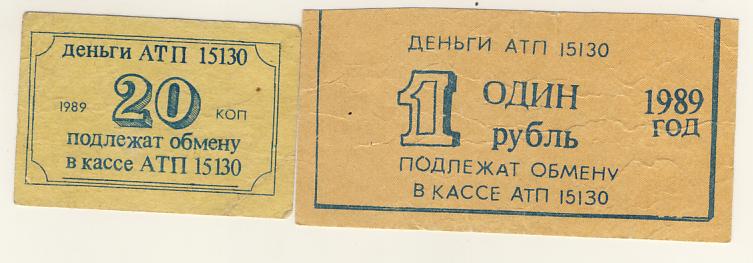 деньги АТП 15130
1989 20 КОП
подлежат обмену
в кассе АТП 15130
ДЕНЬГИ АТП 15130
1 ОДИН 1989
рубль ГОД
ПОДЛЕЖАТ ОБМЕНУ
В КАССЕ АТП 15130